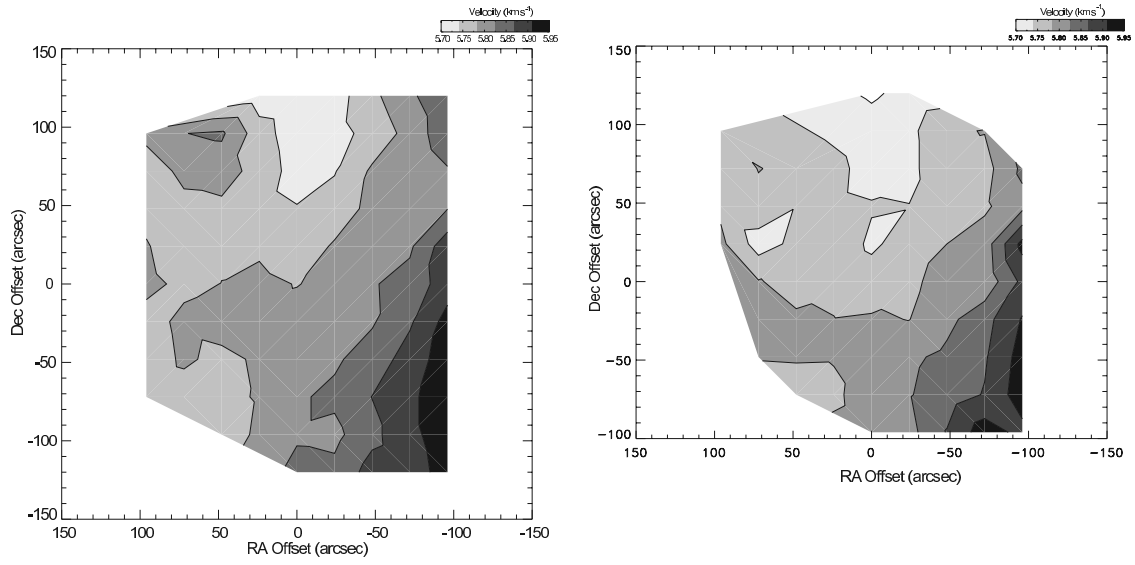 Velocity (kms⁻¹)
5.70 5.75 5.80 5.85 5.90 5.95
150
100
50
0
-50
-100
-150
150 100 50 0 -50 -100 -150
Dec Offset (arcsec)
RA Offset (arcsec)
Velocity (kms⁻¹)
5.70 5.75 5.80 5.85 5.90 5.95
150
100
50
0
−50
−100
150 100 50 0 −50 −100 −150
Dec Offset (arcsec)
RA Offset (arcsec)